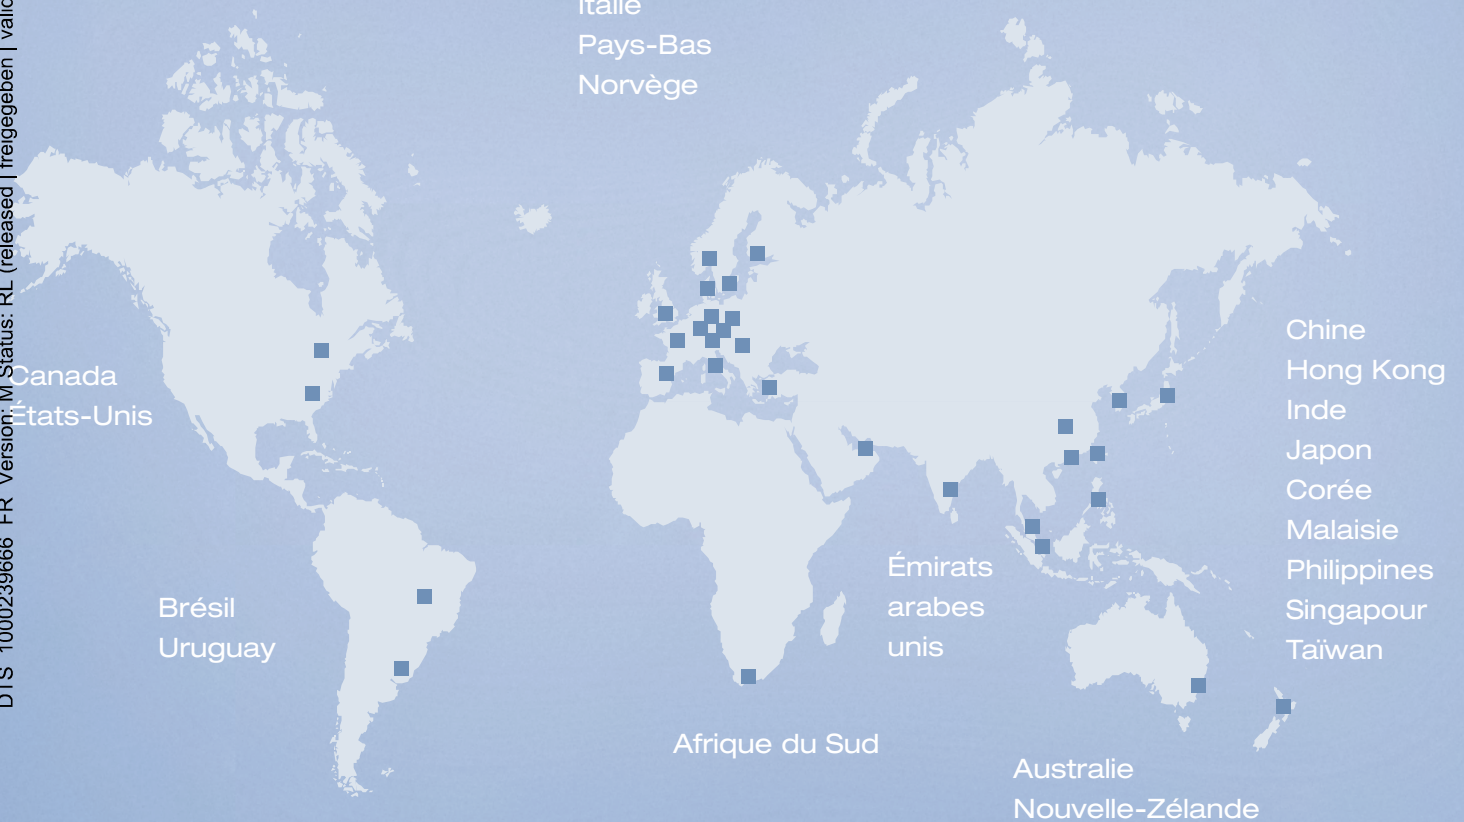 Italie
Pays-Bas
Norvège
Canada
États-Unis
Brésil
Uruguay
Émirats
arabes
unis
Afrique du Sud
Australie
Nouvelle-Zélande
Chine
Hong Kong
Inde
Japon
Corée
Malaisie
Philippines
Singapour
Taïwan
DTS 1000239666 FR Version: M Status: RL (released | freigegeben |